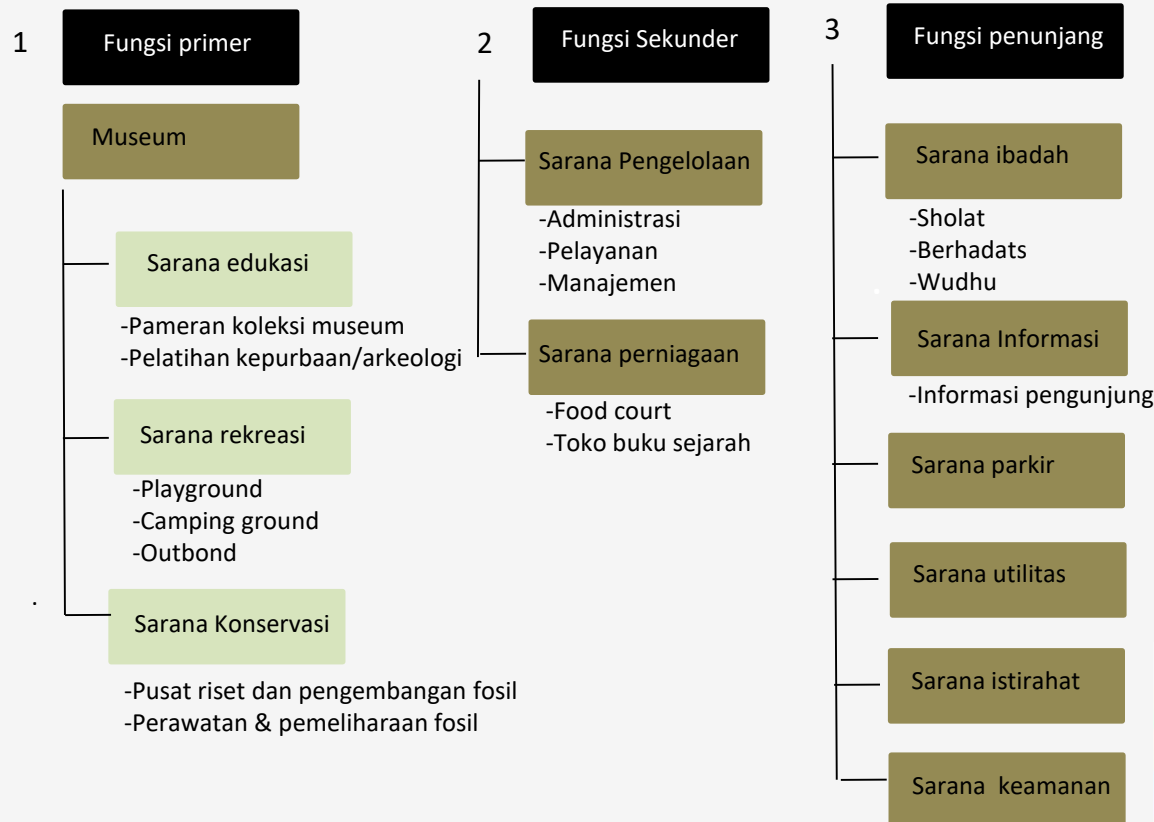 1
Fungsi primer
Museum
Sarana edukasi
-Pameran koleksi museum
-Pelatihan kepurbaan/arkeologi
Sarana rekreasi
-Playground
-Camping ground
-Outbond
.
Sarana Konservasi
-Pusat riset dan pengembangan fosil
-Perawatan & pemeliharaan fosil
2
Fungsi Sekunder
Sarana Pengelolaan
-Administrasi
-Pelayanan
-Manajemen
Sarana perniagaan
-Food court
-Toko buku sejarah
3
Fungsi penunjang
Sarana ibadah
-Sholat
-Berhadats
-Wudhu
Sarana Informasi
-Informasi pengunjung
Sarana parkir
Sarana utilitas
Sarana istirahat
Sarana keamanan